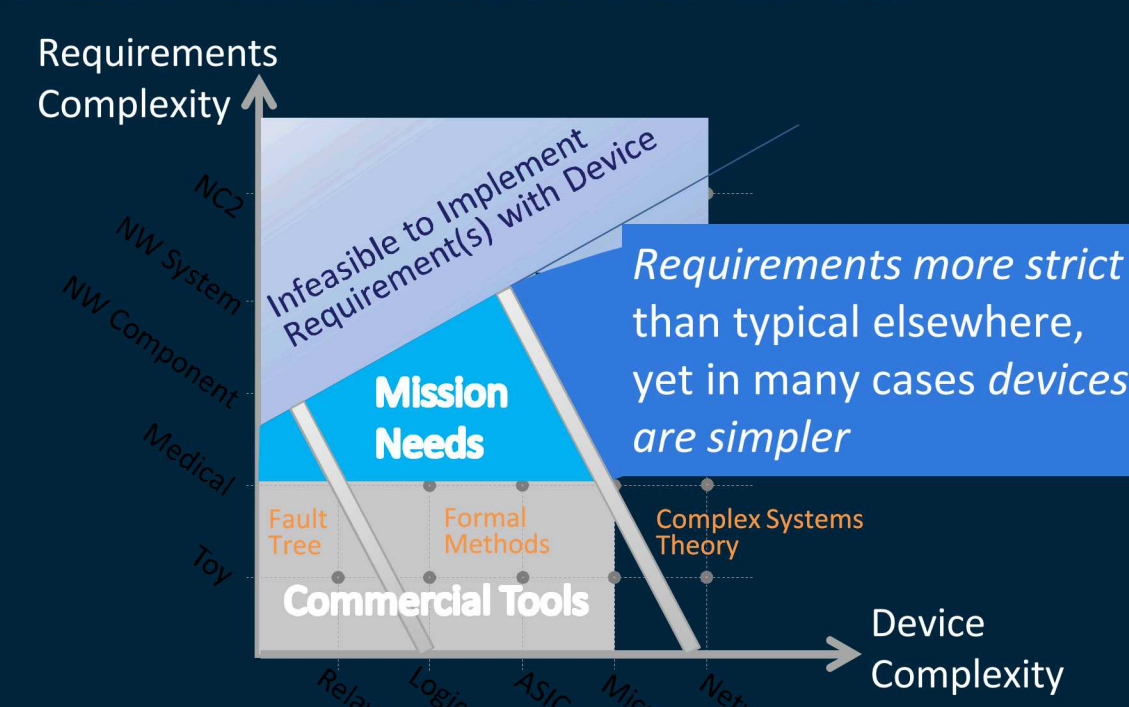 Requirements
Complexity
NC2
NW System
NW Component
Medical
Toy
Infeasible to Implement
Requirement(s) with Device
Requirements more strict
than typical elsewhere,
yet in many cases devices
are simpler
Mission
Needs
Fault
Tree
Formal
Methods
Complex Systems
Theory
Commercial Tools
Device
Complexity
ASIC